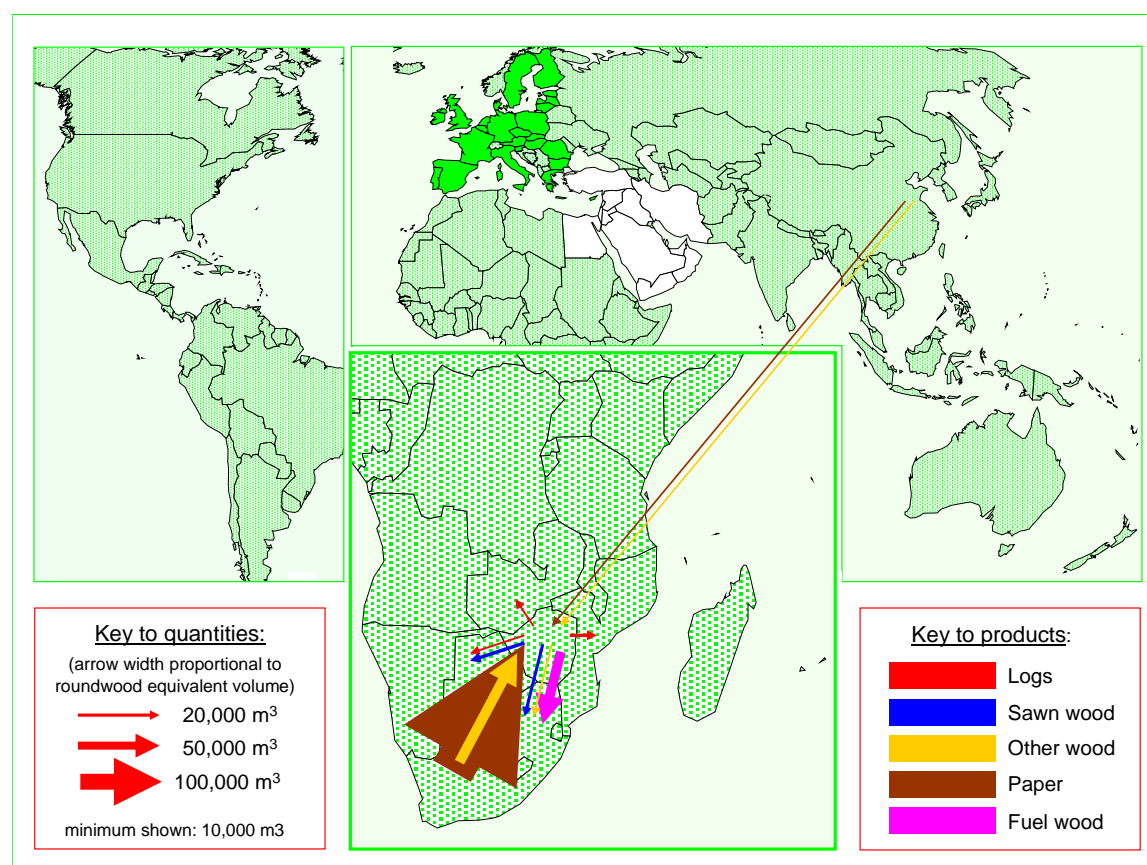 Key to quantities:
(arrow width proportional to
roundwood equivalent volume)
20,000 m³
50,000 m³
100,000 m³
minimum shown: 10,000 m3
Key to products:
Logs
Sawn wood
Other wood
Paper
Fuel wood